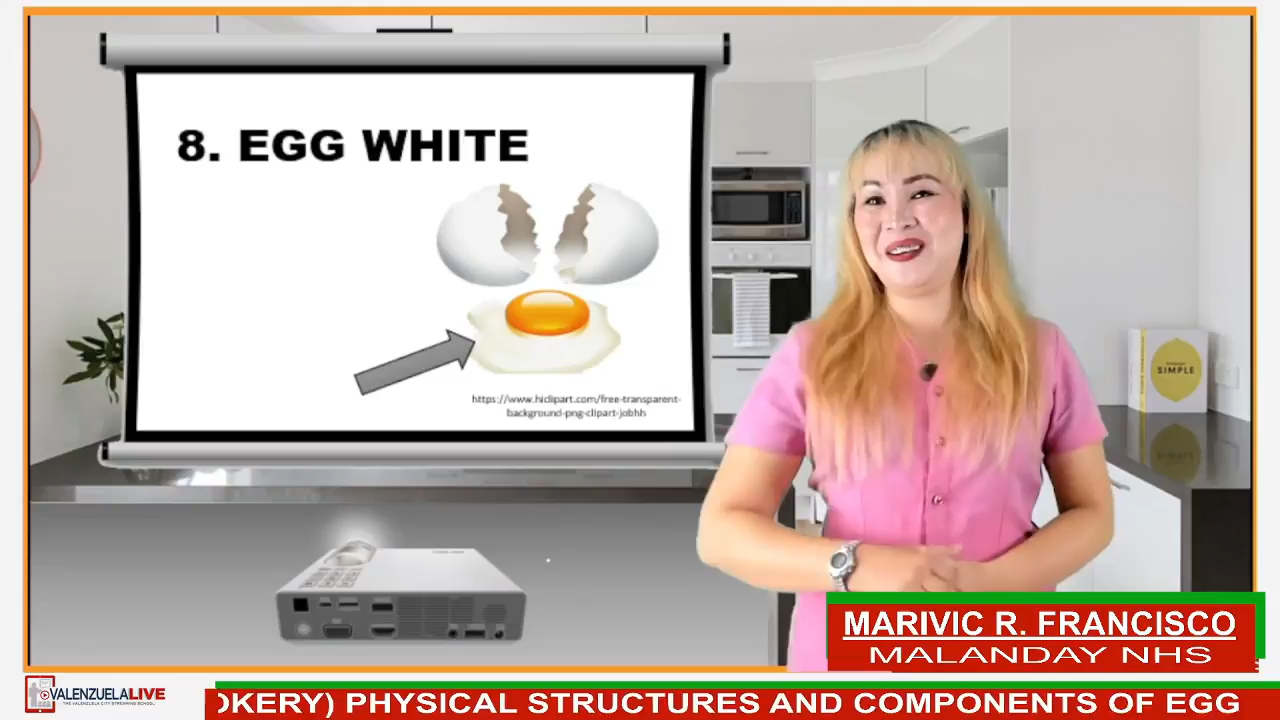 8. EGG WHITE
https://www.hiclipart.com/free-transparent-
background-png-clipart-jobhh
SIMPLE
MARIVIC R. FRANCISCO
MALANDAY NHS
VALENZUELALIVE
THE VALENZUELA CITY STREAMING SCHOOL
OKERY) PHYSICAL STRUCTURES AND COMPONENTS OF EGG